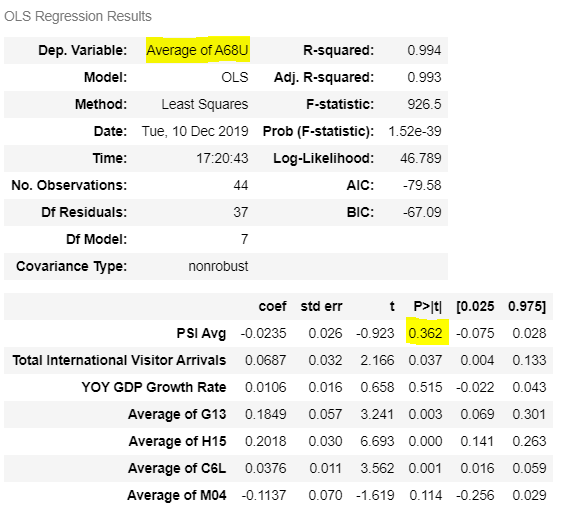 OLS Regression Results
Dep. Variable: Average of A68U R-squared: 0.994
Model: OLS Adj. R-squared: 0.993
Method: Least Squares F-statistic: 926.5
Date: Tue, 10 Dec 2019 Prob (F-statistic): 1.52e-39
Time: 17:20:43 Log-Likelihood: 46.789
No. Observations: 44 AIC: -79.58
Df Residuals: 37 BIC: -67.09
Df Model: 7
Covariance Type: nonrobust
coef std err t P>|t| [0.025 0.975]
PSI Avg -0.0235 0.026 -0.923 0.362 -0.075 0.028
Total International Visitor Arrivals 0.0687 0.032 2.166 0.037 0.004 0.133
YOY GDP Growth Rate 0.0106 0.016 0.658 0.515 -0.022 0.043
Average of G13 0.1849 0.057 3.241 0.003 0.069 0.301
Average of H15 0.2018 0.030 6.693 0.000 0.141 0.263
Average of C6L 0.0376 0.011 3.562 0.001 0.016 0.059
Average of M04 -0.1137 0.070 -1.619 0.114 -0.256 0.029